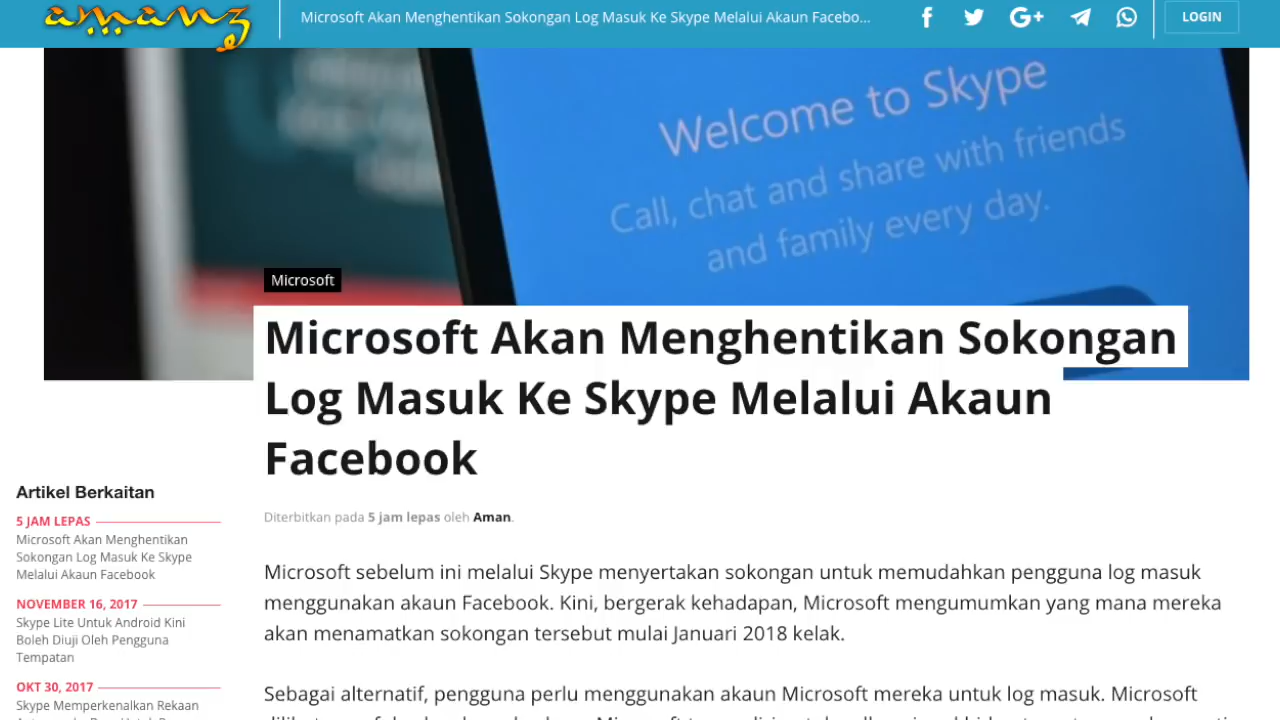 amanz
Microsoft Akan Menghentikan Sokongan Log Masuk Ke Skype Melalui Akaun Facebo...
LOGIN
Welcome to Skype
Call, chat and share with friends
and family every day.
Microsoft
Microsoft Akan Menghentikan Sokongan
Log Masuk Ke Skype Melalui Akaun
Facebook
Diterbitkan pada 5 jam lepas oleh Aman.
Artikel Berkaitan
5 JAM LEPAS
Microsoft Akan Menghentikan
Sokongan Log Masuk Ke Skype
Melalui Akaun Facebook
NOVEMBER 16, 2017
Skype Lite Untuk Android Kini
Boleh Diuji Oleh Pengguna
Tempatan
OKT 30, 2017
Skype Memperkenalkan Rekaan
Microsoft sebelum ini melalui Skype menyertakan sokongan untuk memudahkan pengguna log masuk
menggunakan akaun Facebook. Kini, bergerak kehadapan, Microsoft mengumumkan yang mana mereka
akan menamatkan sokongan tersebut mulai Januari 2018 kelak.
Sebagai alternatif, pengguna perlu menggunakan akaun Microsoft mereka untuk log masuk. Microsoft